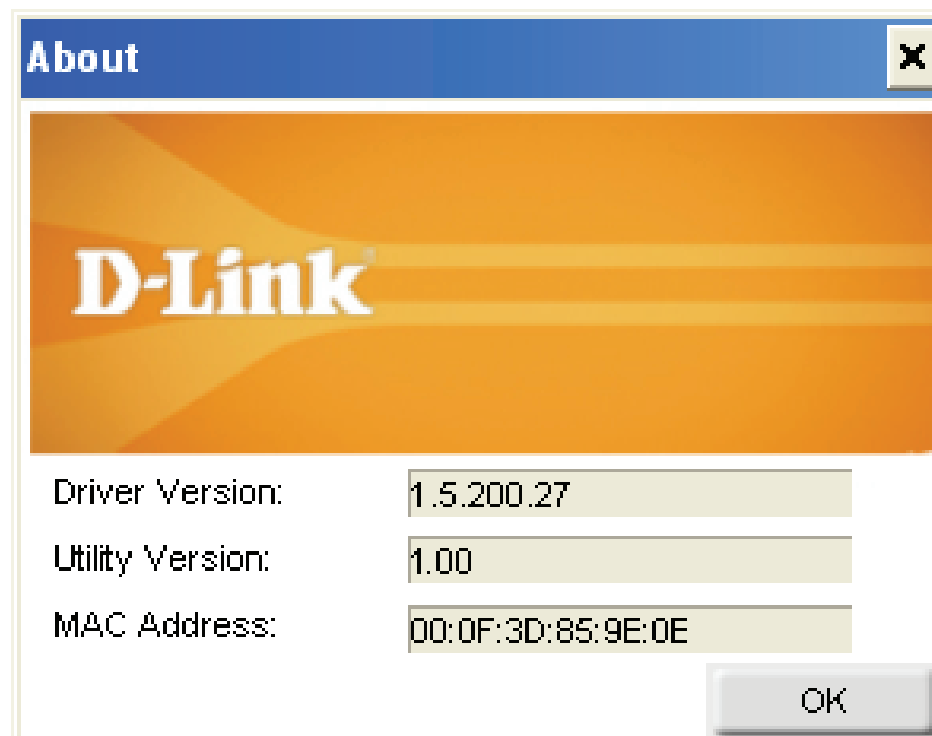 About
D-Link
Driver Version: 1.5.200.27
Utility Version: 1.00
MAC Address: 00:0F:3D:85:9E:0E
OK